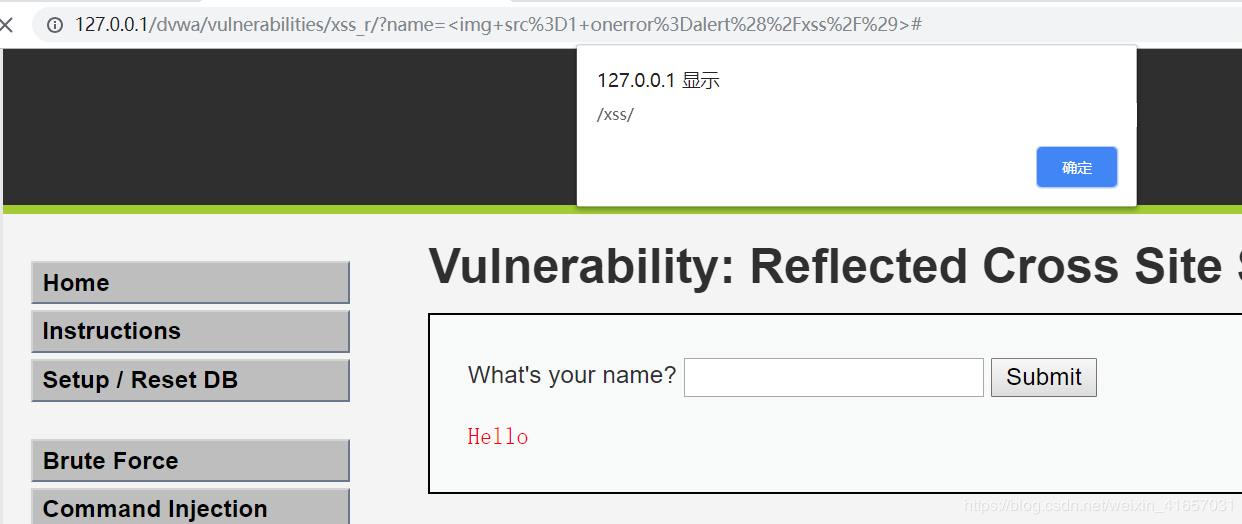 127.0.0.1/dvwa/vulnerabilities/xss_r/?name=<img+src%3D1+onerror%3Dalert%28%2Fxss%2F%29>#
127.0.0.1 显示
/xss/
确定
Vulnerability: Reflected Cross Site
Home
Instructions
Setup / Reset DB
What's your name? Submit
Hello
Brute Force
Command Injection
https://blog.csdn.net/weixin_41657031